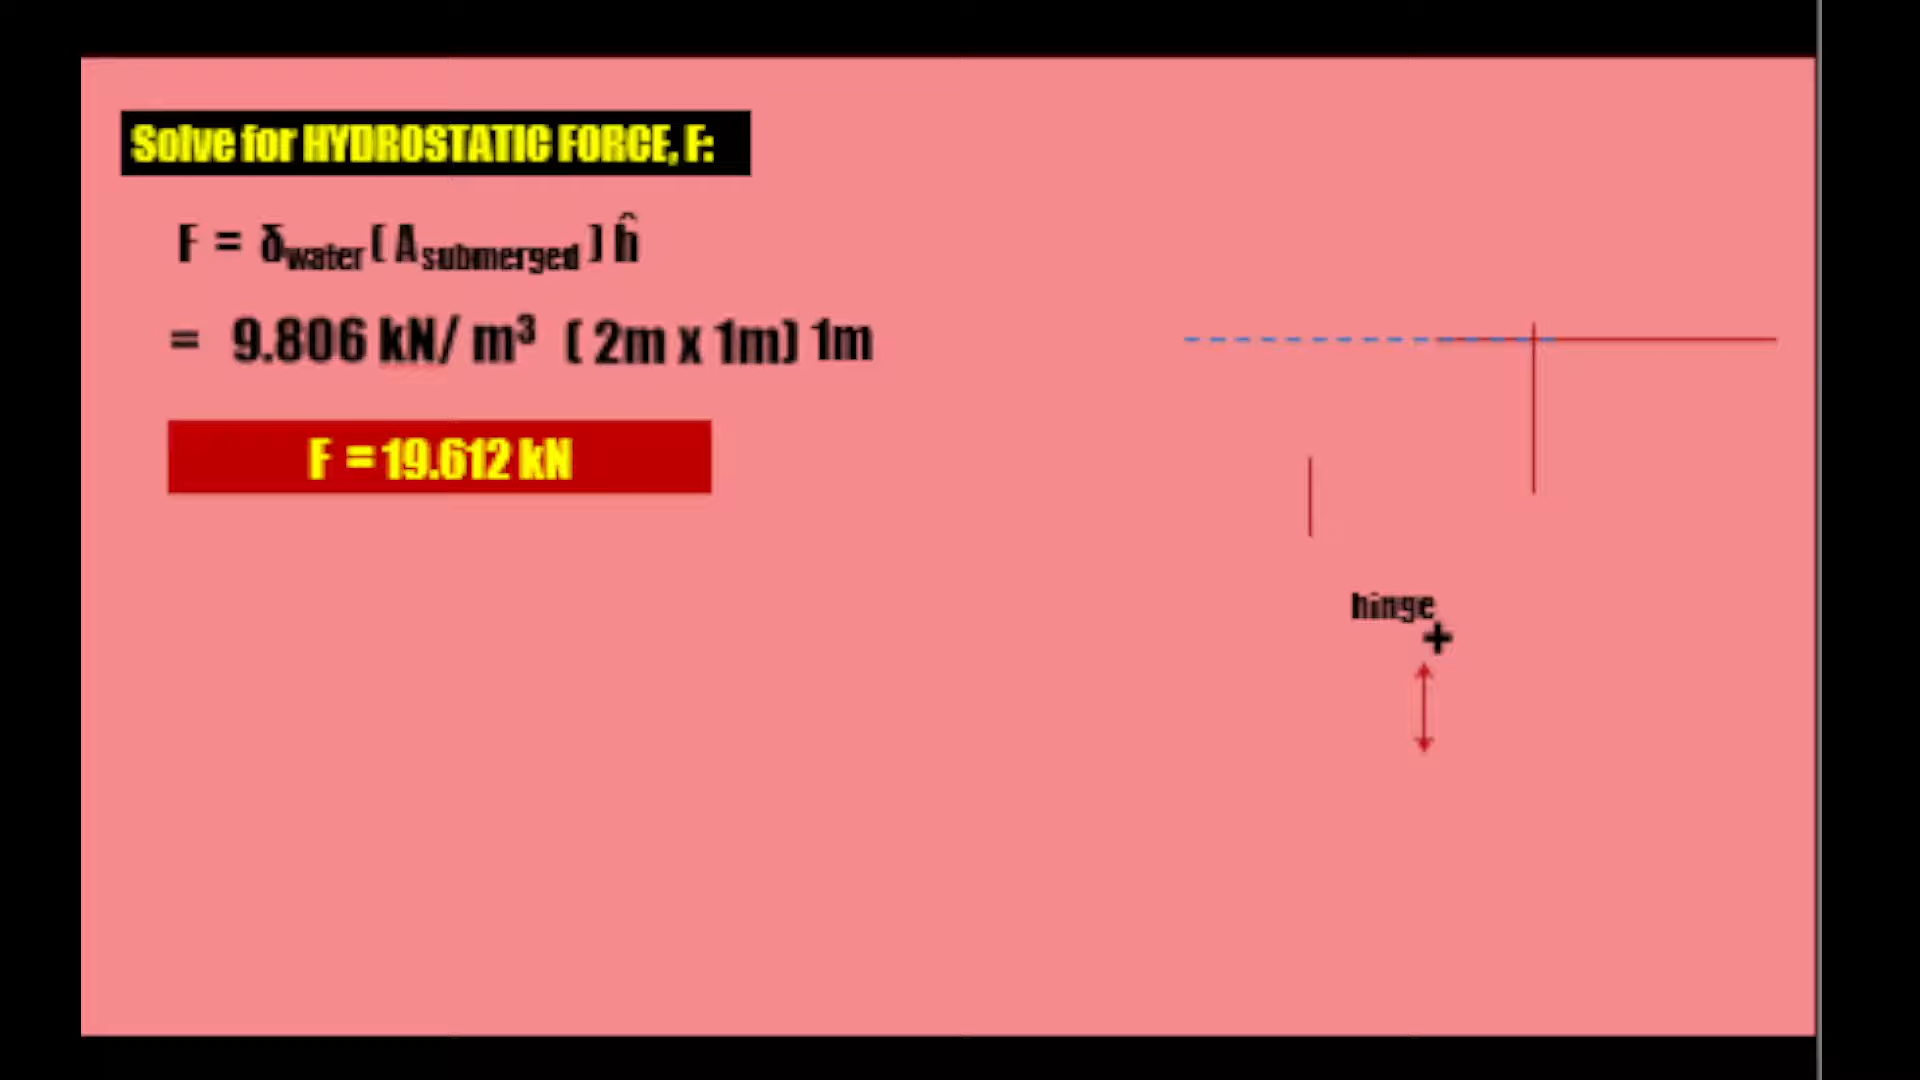 Solve for HYDROSTATIC FORCE, F:
F = δwater ( Asubmerged ) ĥ
= 9.806 kN/ m³ ( 2m x 1m) 1m
F = 19.612 kN
hinge
+